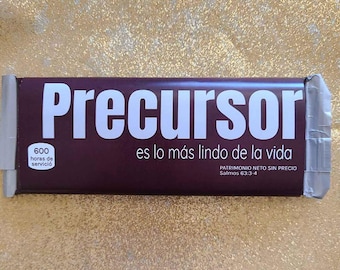 Precursor
es lo más lindo de la vida
600
horas de
servició
PATRIMONIO NETO SIN PRECIO
Salmos 63:3-4